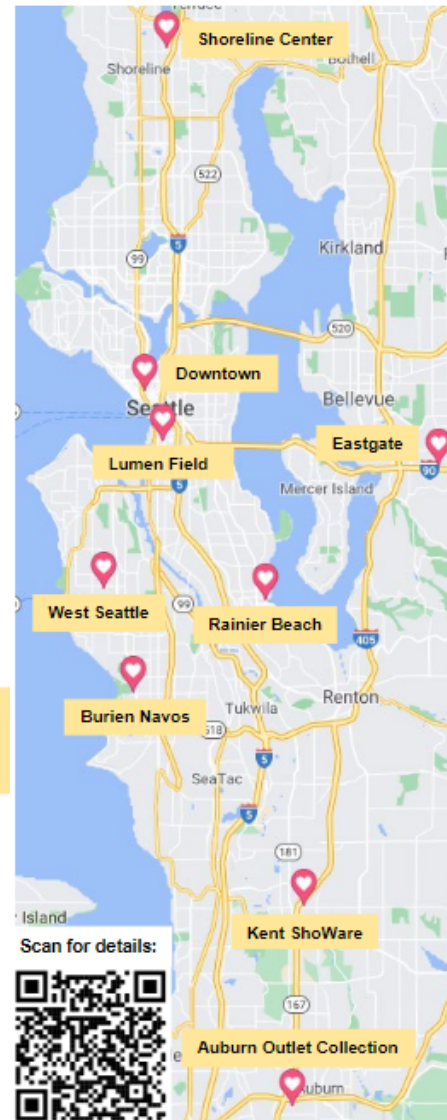 Shoreline Center
Shoreline
Bothell
522
5
99
Kirkland
520
Downtown
Seattle
Bellevue
Eastgate
Lumen Field
90
5
Mercer Island
West Seattle
99
Rainier Beach
405
Burien Navos
Renton
Tukwila
518
5
SeaTac
5
181
Island
Kent ShoWare
Scan for details:
167
Auburn Outlet Collection
Auburn